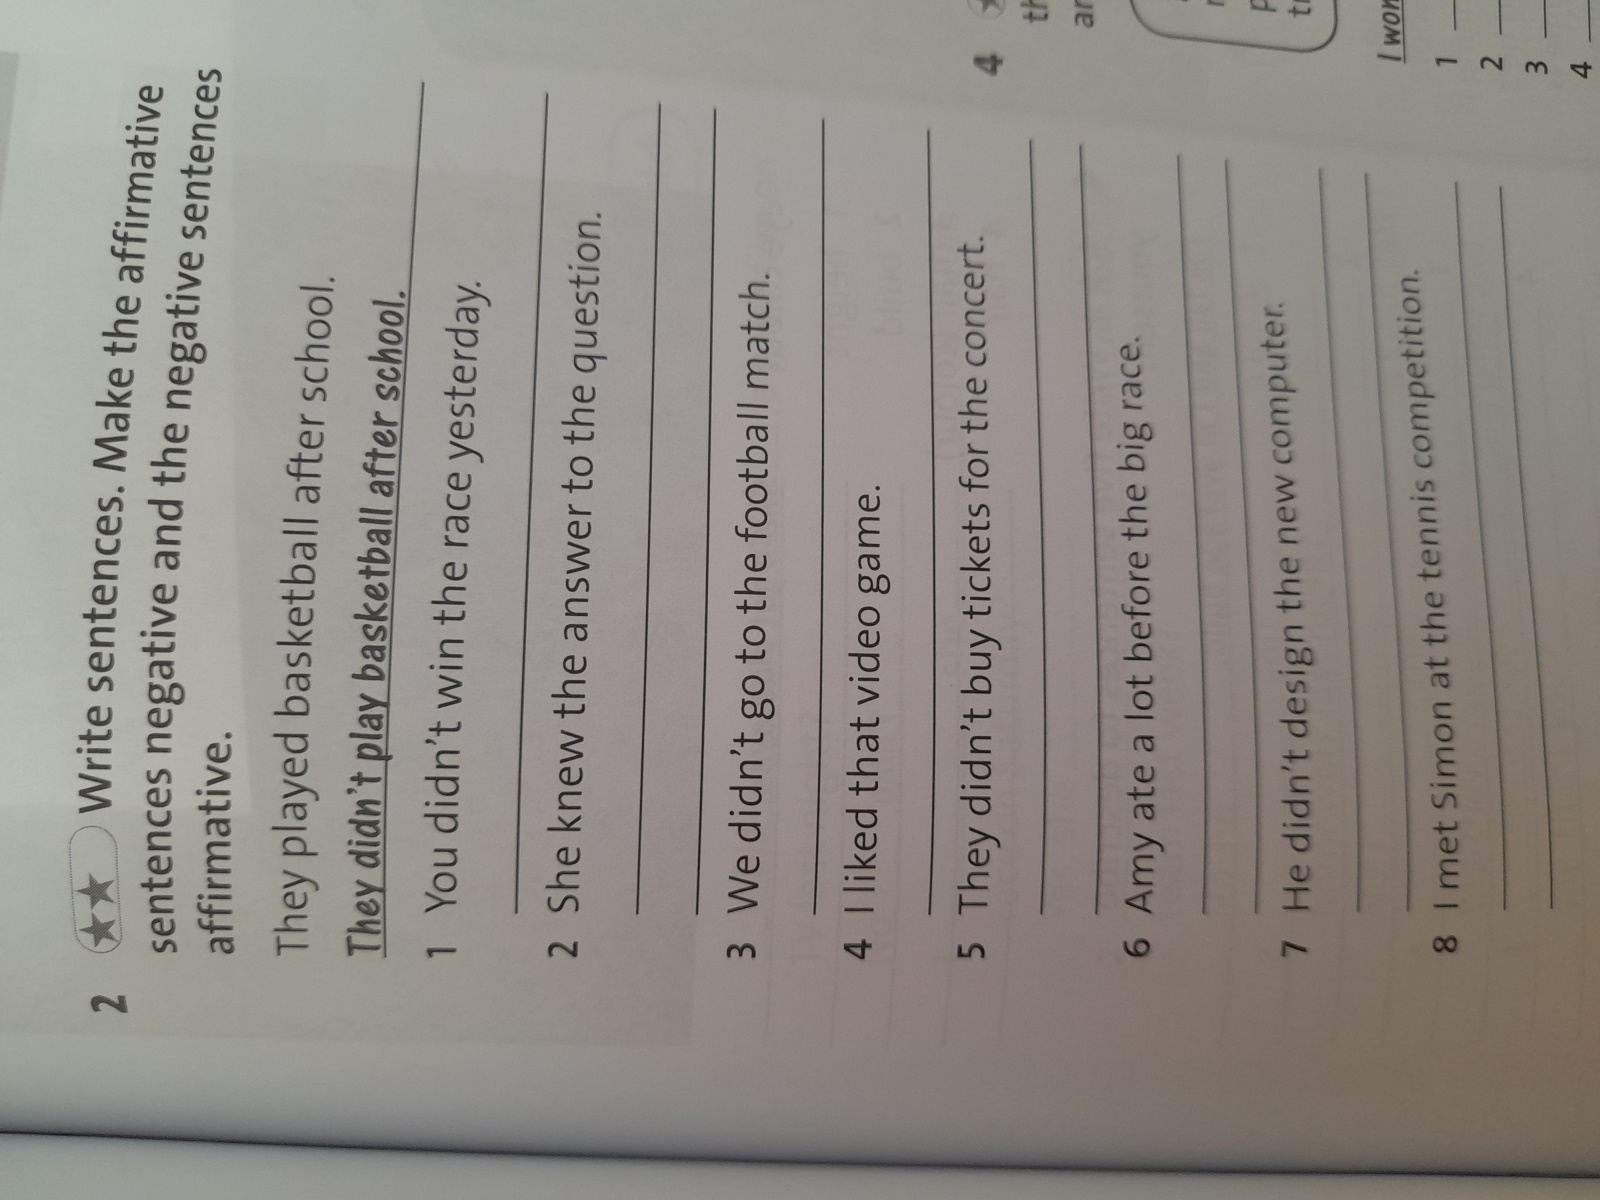 2 ★★ Write sentences. Make the affirmative
sentences negative and the negative sentences
affirmative.
They played basketball after school.
They didn't play basketball after school.
1 You didn't win the race yesterday.
2 She knew the answer to the question.
3 We didn't go to the football match.
4 I liked that video game.
5 They didn't buy tickets for the concert.
6 Amy ate a lot before the big race.
7 He didn't design the new computer.
8 I met Simon at the tennis competition.
4
I won
1
2
3
4